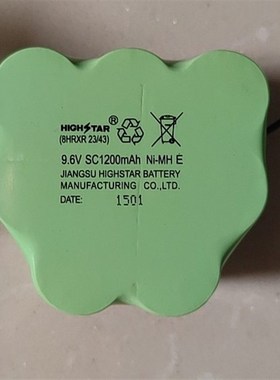 HIGHSTAR®
(8HRXR 23/43)
9.6V SC1200mAh Ni-MH E
JIANGSU HIGHSTAR BATTERY
MANUFACTURING CO.,LTD.
DATE: 1501